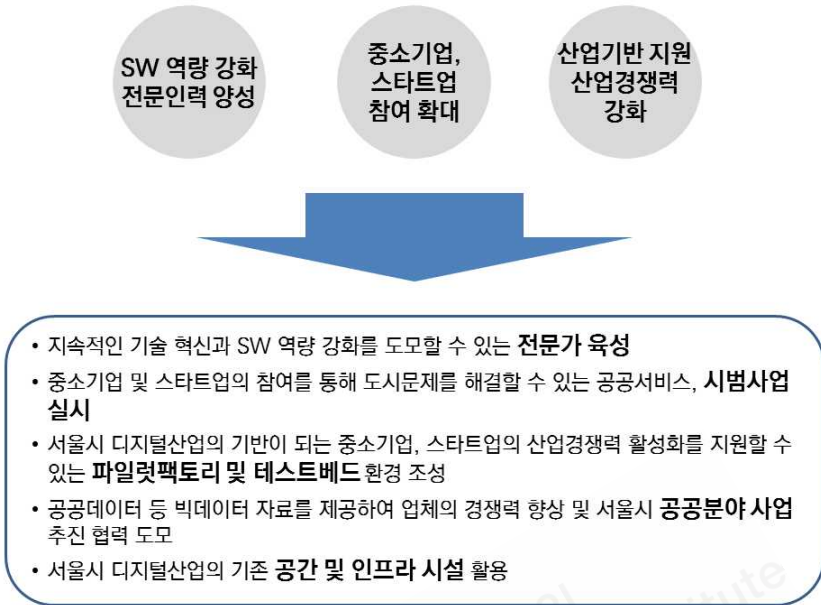 SW 역량 강화
전문인력 양성
중소기업,
스타트업
참여 확대
산업기반 지원
산업경쟁력
강화
• 지속적인 기술 혁신과 SW 역량 강화를 도모할 수 있는 전문가 육성
• 중소기업 및 스타트업의 참여를 통해 도시문제를 해결할 수 있는 공공서비스, 시범사업
실시
• 서울시 디지털산업의 기반이 되는 중소기업, 스타트업의 산업경쟁력 활성화를 지원할 수
있는 파일럿팩토리 및 테스트베드 환경 조성
• 공공데이터 등 빅데이터 자료를 제공하여 업체의 경쟁력 향상 및 서울시 공공분야 사업
추진 협력 도모
• 서울시 디지털산업의 기존 공간 및 인프라 시설 활용